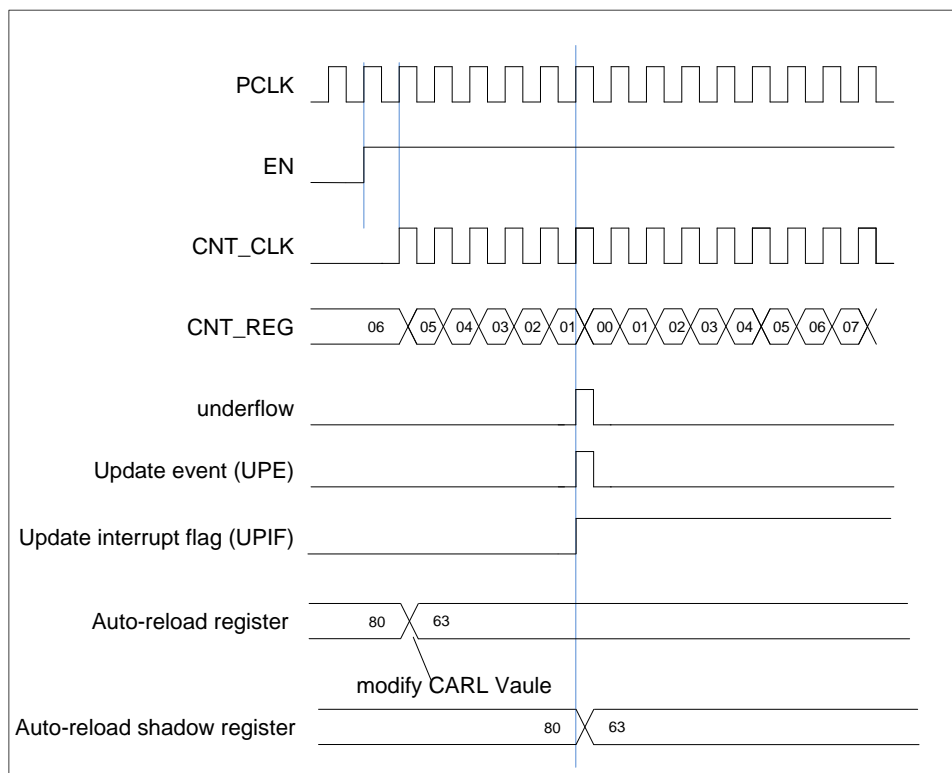 PCLK
EN
CNT_CLK
CNT_REG 06 05 04 03 02 01 00 01 02 03 04 05 06 07
underflow
Update event (UPE)
Update interrupt flag (UPIF)
Auto-reload register 80 63
modify CARL Vaule
Auto-reload shadow register 80 63